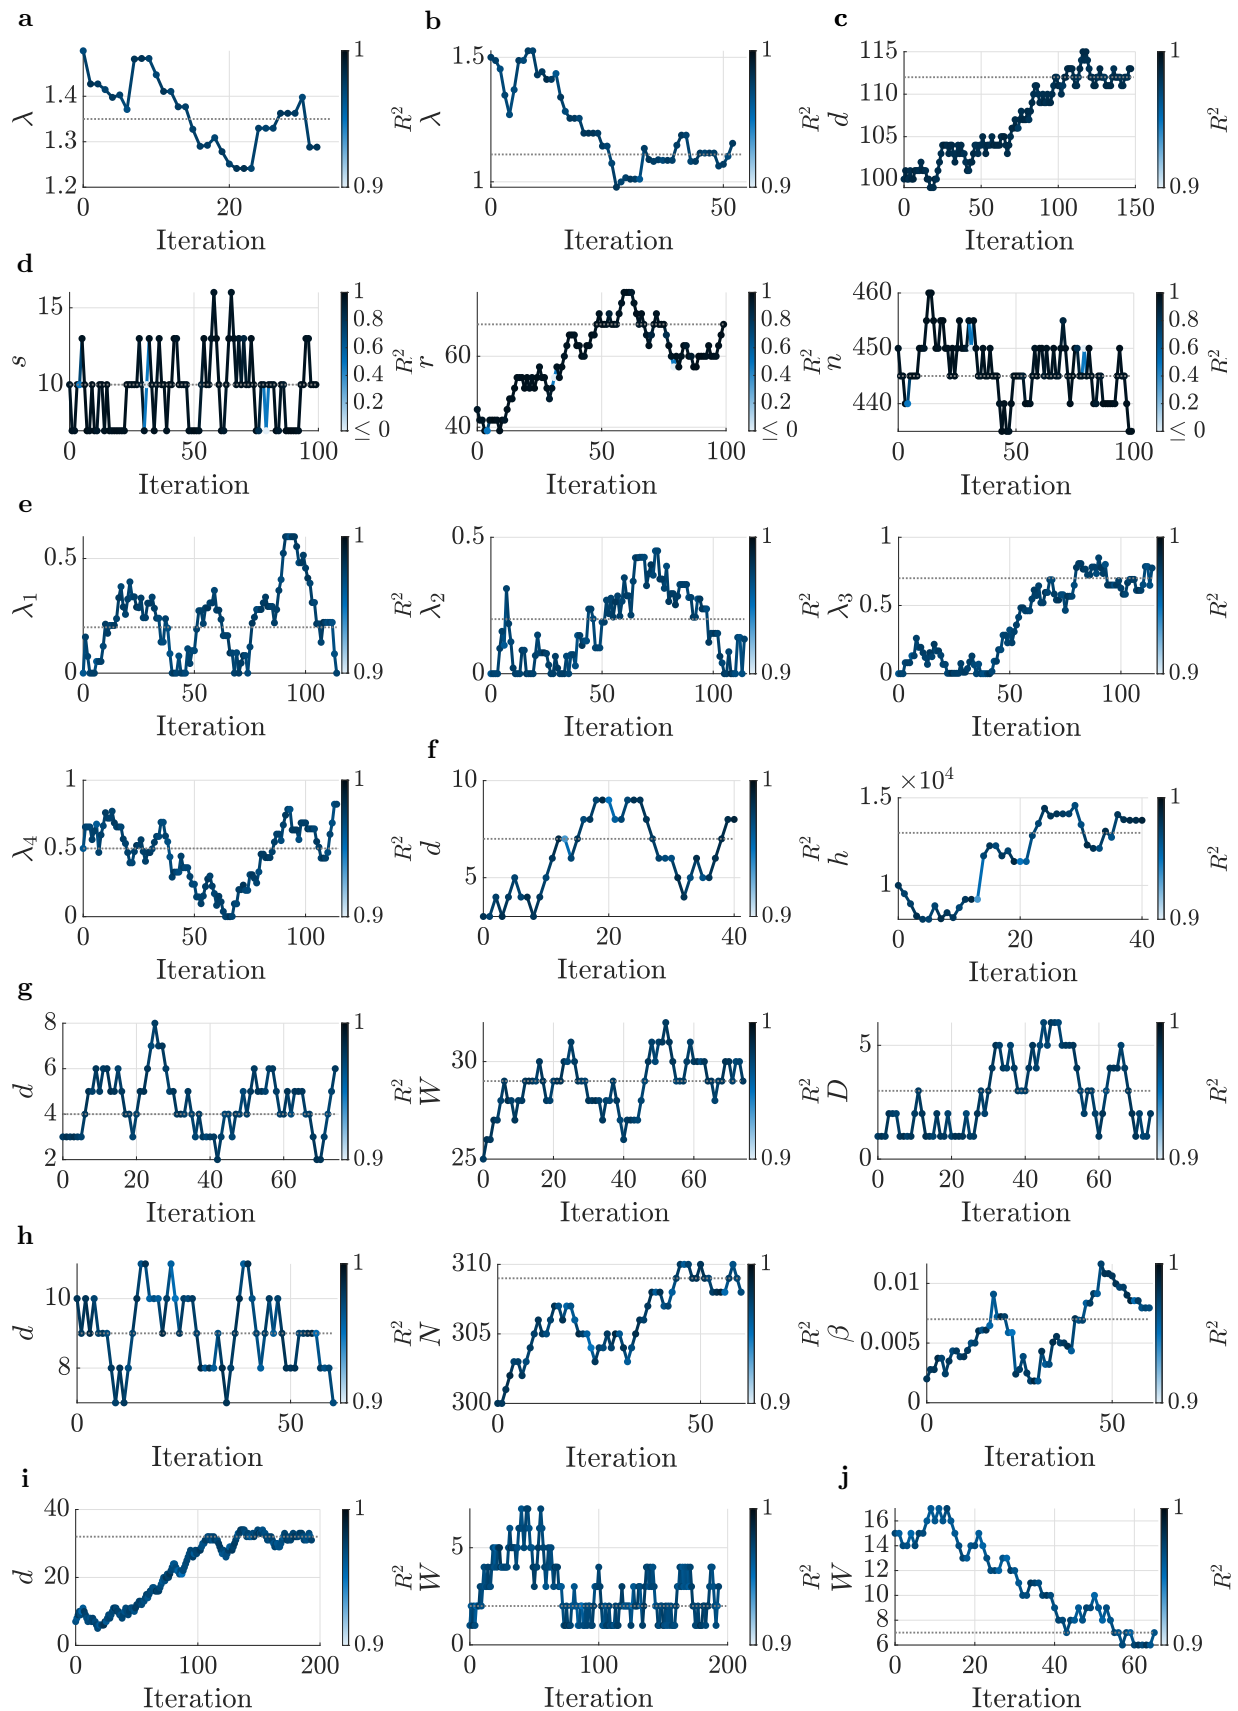 a
λ
1.4
1.3
1.2
0
20
Iteration
1
0.9
R²
b
λ
1.5
1
0
50
Iteration
1
0.9
R²
c
d
115
110
105
100
0
50
100
150
Iteration
1
0.9
R²
d
s
15
10
0
50
100
Iteration
1
0.8
0.6
0.4
0.2
≤ 0
R²
r
60
40
0
50
100
Iteration
1
0.8
0.6
0.4
0.2
≤ 0
R²
n
460
450
440
0
50
100
Iteration
1
0.8
0.6
0.4
0.2
≤ 0
R²
e
λ₁
0.5
0
0
50
100
Iteration
1
0.9
R²
λ₂
0.5
0
0
50
100
Iteration
1
0.9
R²
λ₃
1
0.5
0
0
50
100
Iteration
1
0.9
R²
λ₄
1
0.5
0
0
50
100
Iteration
1
0.9
R²
f
d
10
5
0
20
40
Iteration
1
0.9
R²
h
×10⁴
1.5
1
0
20
40
Iteration
1
0.9
R²
g
d
8
6
4
2
0
20
40
60
Iteration
1
0.9
R²
W
30
25
0
20
40
60
Iteration
1
0.9
R²
D
5
0
0
20
40
60
Iteration
1
0.9
R²
h
d
10
8
0
50
Iteration
1
0.9
R²
N
310
305
300
0
50
Iteration
1
0.9
R²
β
0.01
0.005
0
0
50
Iteration
1
0.9
R²
i
d
40
20
0
0
100
200
Iteration
1
0.9
R²
W
5
0
0
100
200
Iteration
1
0.9
R²
j
W
16
14
12
10
8
6
0
20
40
60
Iteration
1
0.9
R²